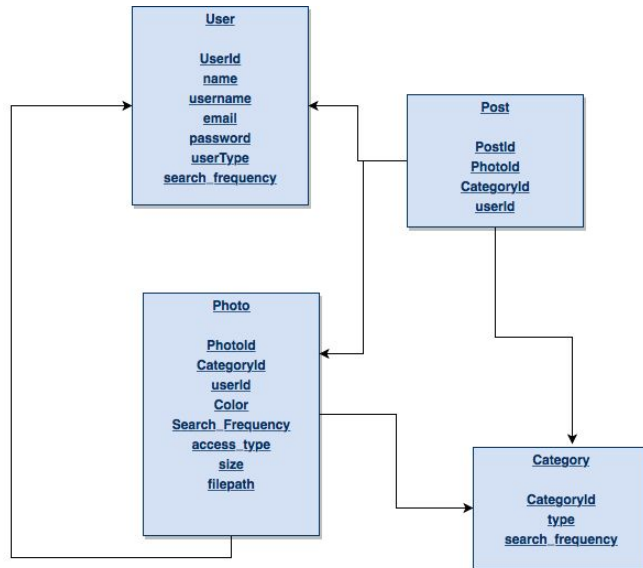 User
UserId
name
username
email
password
userType
search_frequency
Post
PostId
PhotoId
CategoryId
userId
Photo
PhotoId
CategoryId
userId
Color
Search_Frequency
access_type
size
filepath
Category
CategoryId
type
search_frequency